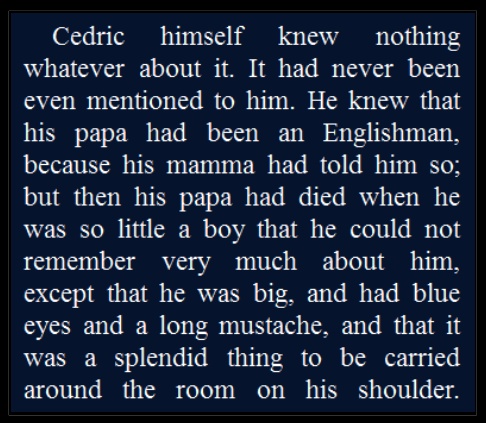 Cedric himself knew nothing
whatever about it. It had never been
even mentioned to him. He knew that
his papa had been an Englishman,
because his mamma had told him so;
but then his papa had died when he
was so little a boy that he could not
remember very much about him,
except that he was big, and had blue
eyes and a long mustache, and that it
was a splendid thing to be carried
around the room on his shoulder.